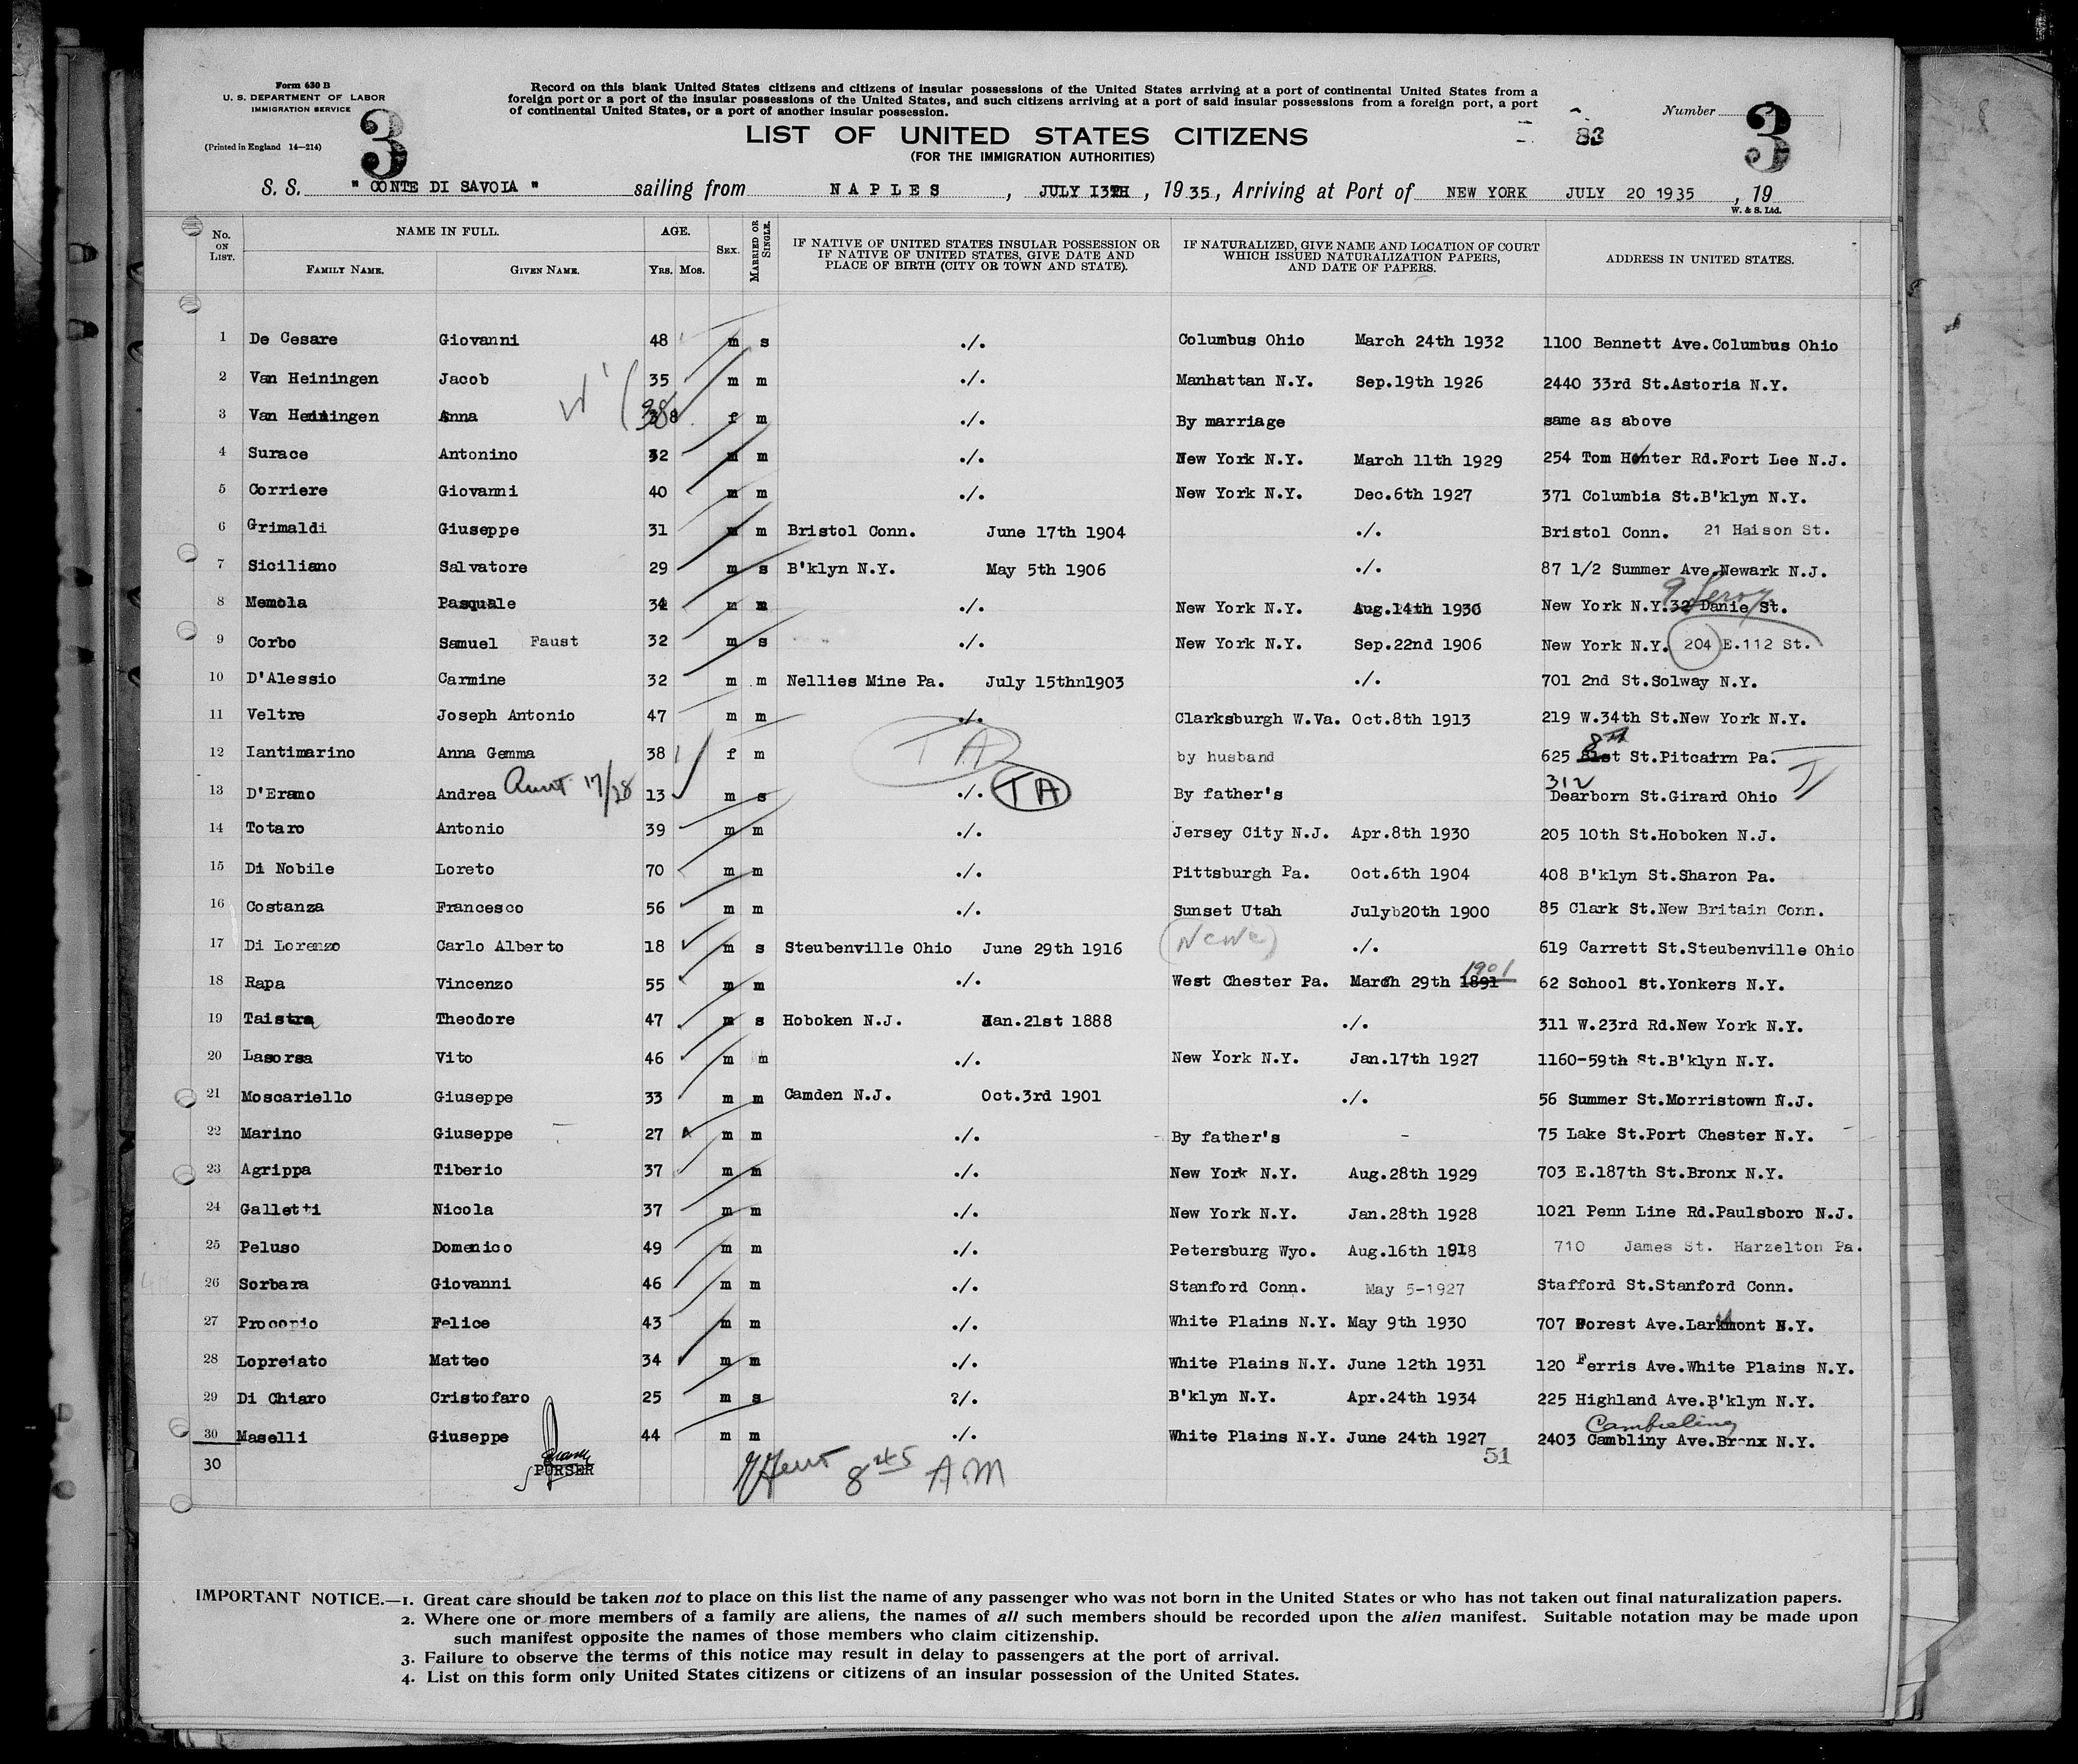 Form 630 B
U. S. DEPARTMENT OF LABOR
IMMIGRATION SERVICE
(Printed in England 14—214)
3
Record on this blank United States citizens and citizens of insular possessions of the United States arriving at a port of continental United States from a
foreign port or a port of the insular possessions of the United States, and such citizens arriving at a port of said insular possessions from a foreign port, a port
of continental United States, or a port of another insular possession.
LIST OF UNITED STATES CITIZENS
(FOR THE IMMIGRATION AUTHORITIES)
83
Number 3
S. S. " CONTE DI SAVOIA " sailing from NAPLES , JULY I3TH , 1935, Arriving at Port of NEW YORK JULY 20 1935 , 19
W. & S. Ltd.
No. ON LIST. NAME IN FULL. FAMILY NAME. GIVEN NAME. AGE. YRS. MOS. SEX. MARRIED OR SINGLE. IF NATIVE OF UNITED STATES INSULAR POSSESSION OR IF NATIVE OF UNITED STATES, GIVE DATE AND PLACE OF BIRTH (CITY OR TOWN AND STATE). IF NATURALIZED, GIVE NAME AND LOCATION OF COURT WHICH ISSUED NATURALIZATION PAPERS, AND DATE OF PAPERS. ADDRESS IN UNITED STATES.
1 De Cesare Giovanni 48 m s ./. Columbus Ohio March 24th 1932 1100 Bennett Ave.Columbus Ohio
2 Van Heiningen Jacob 35 m m ./. Manhattan N.Y. Sep.19th 1926 2440 33rd St.Astoria N.Y.
3 Van Heiningen Anna 38 f m ./. By marriage same as above
4 Surace Antonino 32 m m ./. New York N.Y. March 11th 1929 254 Tom Hunter Rd.Fort Lee N.J.
5 Corriere Giovanni 40 m m ./. New York N.Y. Dec.6th 1927 371 Columbia St.B'klyn N.Y.
6 Grimaldi Giuseppe 31 m m Bristol Conn. June 17th 1904 ./. Bristol Conn. 21 Haison St.
7 Siciliano Salvatore 29 m s B'klyn N.Y. May 5th 1906 ./. 87 1/2 Summer Ave.Newark N.J.
8 Memola Pasquale 34 m m ./. New York N.Y. Aug.14th 1930 New York N.Y.32 Danie St. 9 Leroy
9 Corbo Samuel Faust 32 m s ./. New York N.Y. Sep.22nd 1906 New York N.Y. 204 E.112 St.
10 D'Alessio Carmine 32 m m Nellies Mine Pa. July 15thn1903 ./. 701 2nd St.Solway N.Y.
11 Veltre Joseph Antonio 47 m m ./. Clarksburgh W.Va. Oct.8th 1913 219 W.34th St.New York N.Y.
12 Iantimarino Anna Gemma 38 f m TA by husband 625 8th St.Pitcairn Pa.
13 D'Eramo Andrea Aunt 17/28 13 m s ./. TA By father's 312 Dearborn St.Girard Ohio
14 Totaro Antonio 39 m m ./. Jersey City N.J. Apr.8th 1930 205 10th St.Hoboken N.J.
15 Di Nobile Loreto 70 m m ./. Pittsburgh Pa. Oct.6th 1904 408 B'klyn St.Sharon Pa.
16 Costanza Francesco 56 m m ./. Sunset Utah Julyb20th 1900 85 Clark St.New Britain Conn.
17 Di Lorenzo Carlo Alberto 18 m s Steubenville Ohio June 29th 1916 ./. 619 Carrett St.Steubenville Ohio
18 Rapa Vincenzo 55 m m ./. West Chester Pa. March 29th 1891 1901 62 School St.Yonkers N.Y.
19 Taistra Theodore 47 m s Hoboken N.J. Jan.21st 1888 ./. 311 W.23rd Rd.New York N.Y.
20 Lasorsa Vito 46 m m ./. New York N.Y. Jan.17th 1927 1160-59th St.B'klyn N.Y.
21 Moscariello Giuseppe 33 m m Camden N.J. Oct.3rd 1901 ./. 56 Summer St.Morristown N.J.
22 Marino Giuseppe 27 m m ./. By father's - 75 Lake St.Port Chester N.Y.
23 Agrippa Tiberio 37 m m ./. New York N.Y. Aug.28th 1929 703 E.187th St.Bronx N.Y.
24 Galletti Nicola 37 m m ./. New York N.Y. Jan.28th 1928 1021 Penn Line Rd.Paulsboro N.J.
25 Peluso Domenico 49 m m ./. Petersburg Wyo. Aug.16th 1918 710 James St. Harzelton Pa.
26 Sorbara Giovanni 46 m m ./. Stanford Conn. May 5-1927 Stafford St.Stanford Conn.
27 Procopio Felice 43 m m ./. White Plains N.Y. May 9th 1930 707 Forest Ave.Larkmont N.Y.
28 Lopreiato Matteo 34 m m ./. White Plains N.Y. June 12th 1931 120 Ferris Ave.White Plains N.Y.
29 Di Chiaro Cristofaro 25 m s ?/. B'klyn N.Y. Apr.24th 1934 225 Highland Ave.B'klyn N.Y.
30 Maselli Giuseppe 44 m m ./. White Plains N.Y. June 24th 1927 2403 Cambliny Ave.Bronx N.Y. Cambreling
30 PURSER 8 45 AM 51
IMPORTANT NOTICE.—1. Great care should be taken not to place on this list the name of any passenger who was not born in the United States or who has not taken out final naturalization papers.
2. Where one or more members of a family are aliens, the names of all such members should be recorded upon the alien manifest. Suitable notation may be made upon
such manifest opposite the names of those members who claim citizenship.
3. Failure to observe the terms of this notice may result in delay to passengers at the port of arrival.
4. List on this form only United States citizens or citizens of an insular possession of the United States.